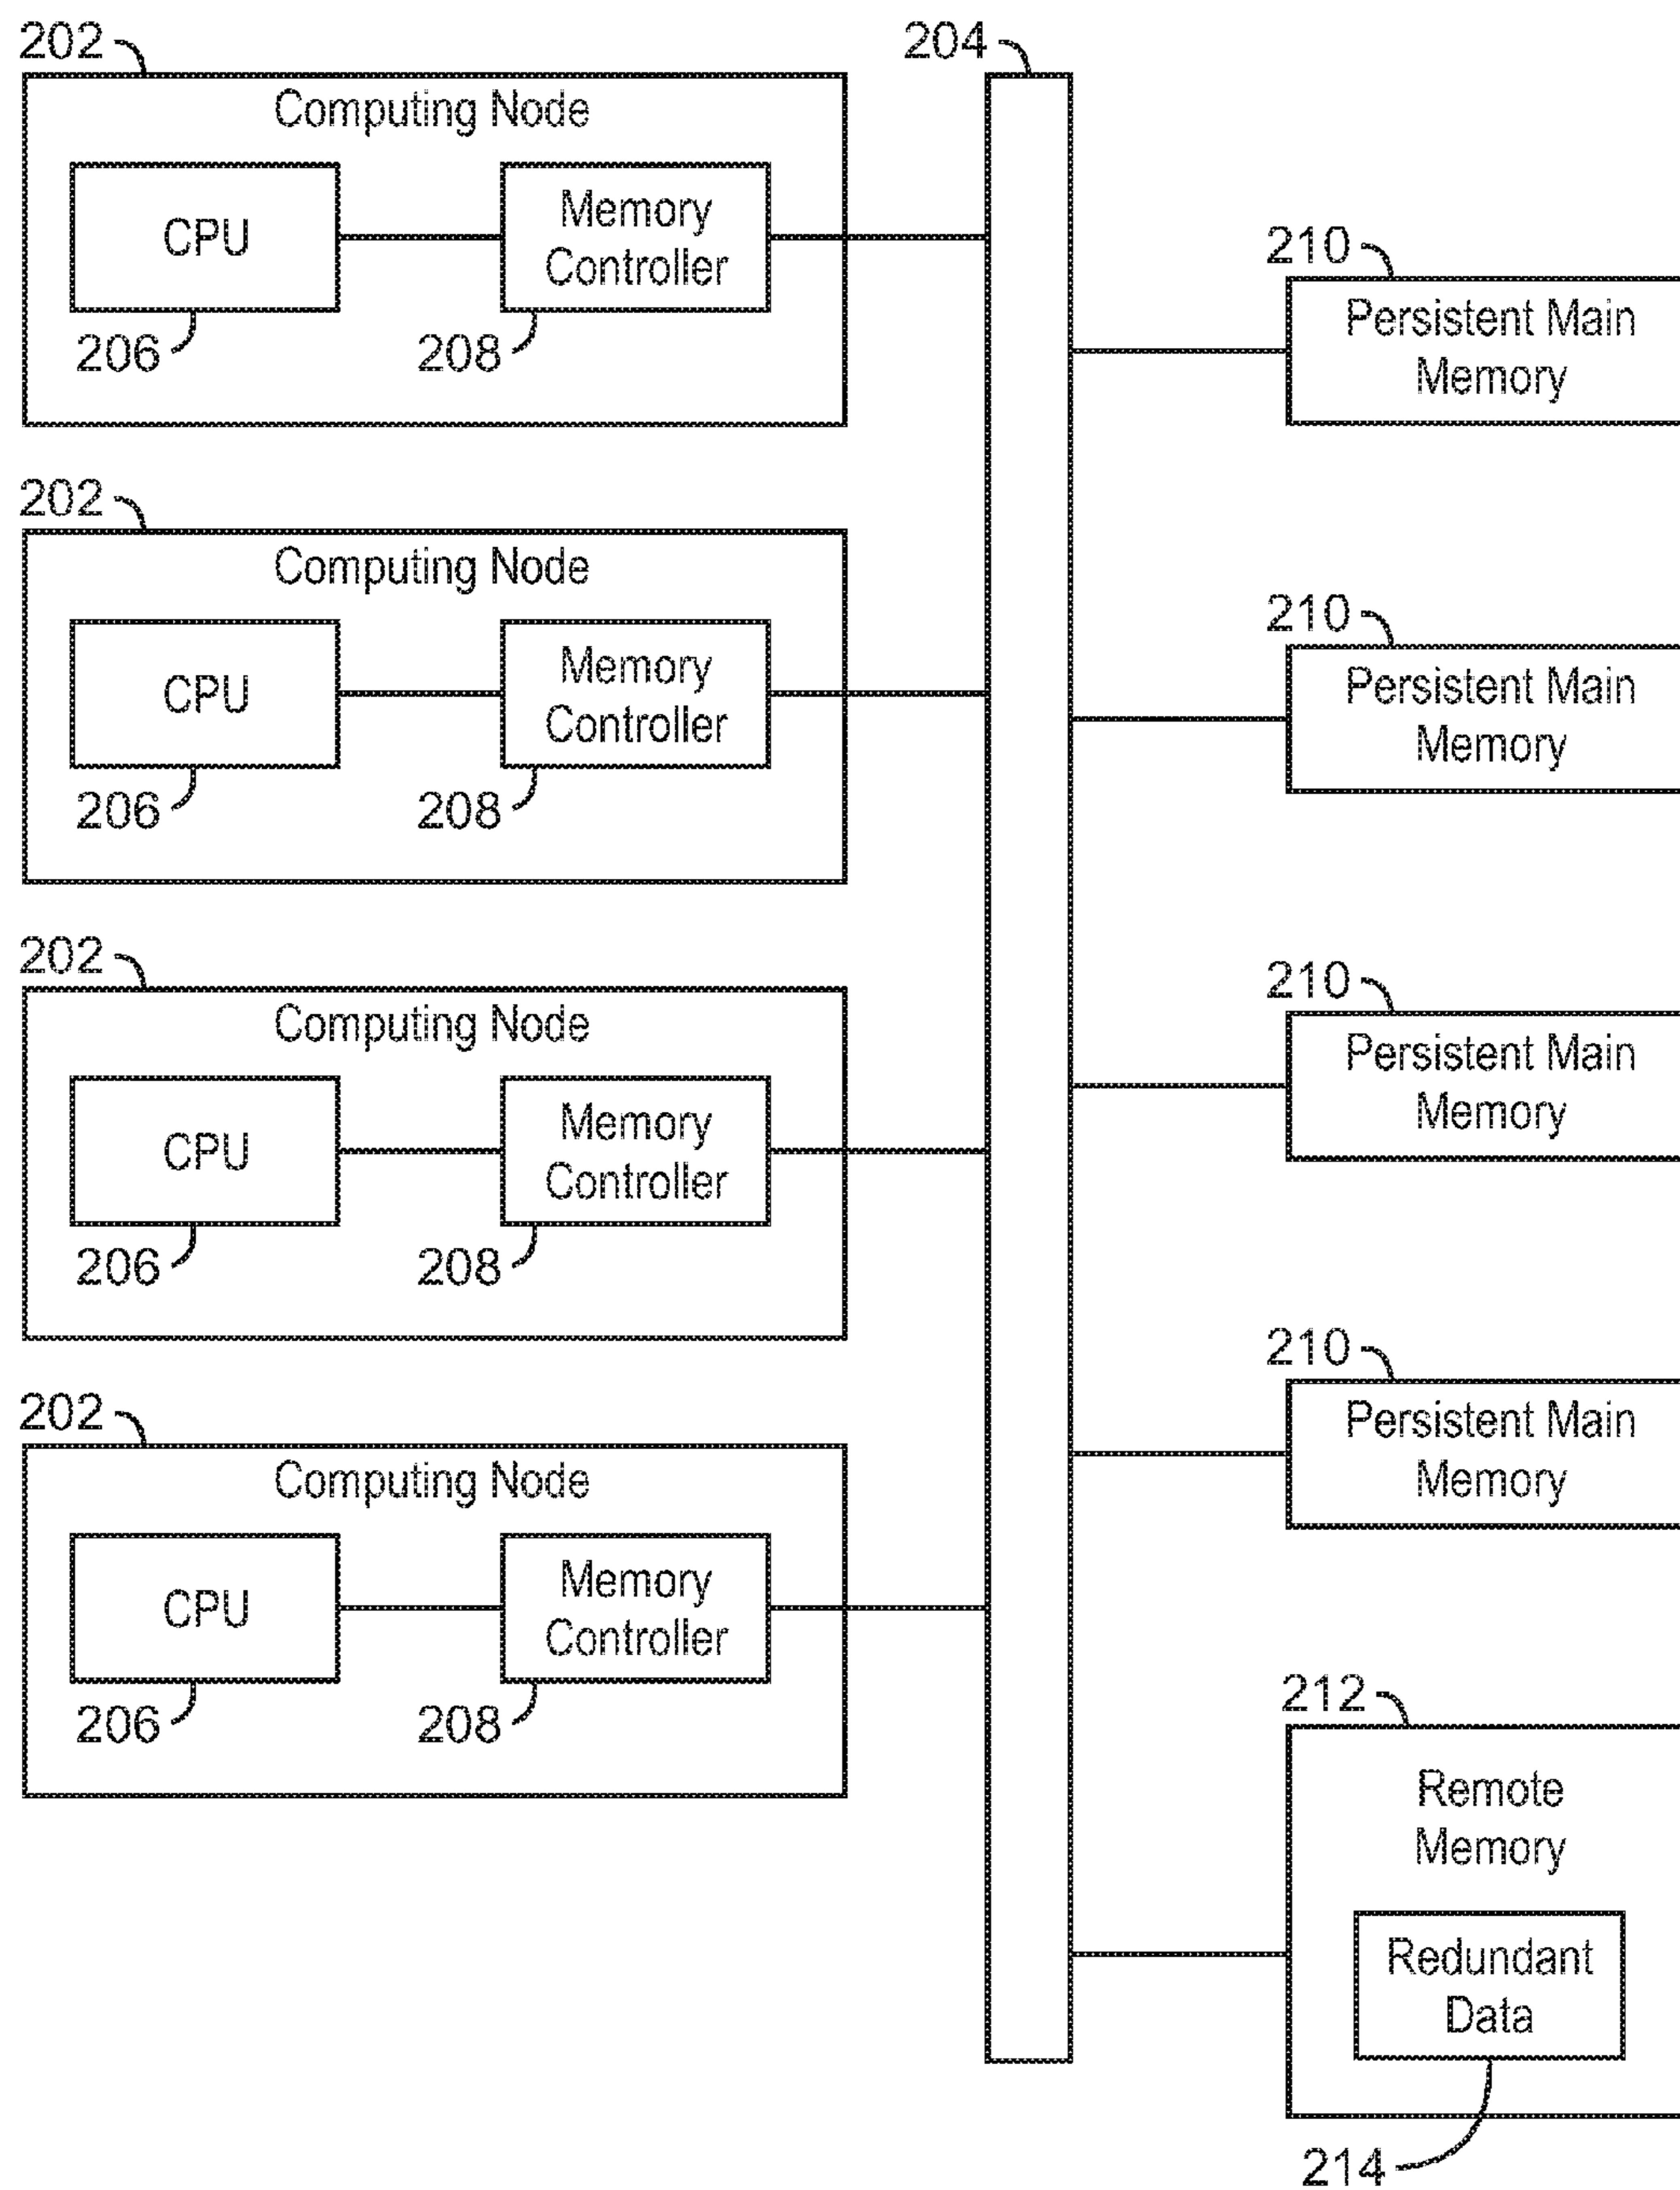 202
Computing Node
CPU
Memory
Controller
206
208
202
Computing Node
CPU
Memory
Controller
206
208
202
Computing Node
CPU
Memory
Controller
206
208
202
Computing Node
CPU
Memory
Controller
206
208
204
210
Persistent Main
Memory
210
Persistent Main
Memory
210
Persistent Main
Memory
210
Persistent Main
Memory
212
Remote
Memory
Redundant
Data
214